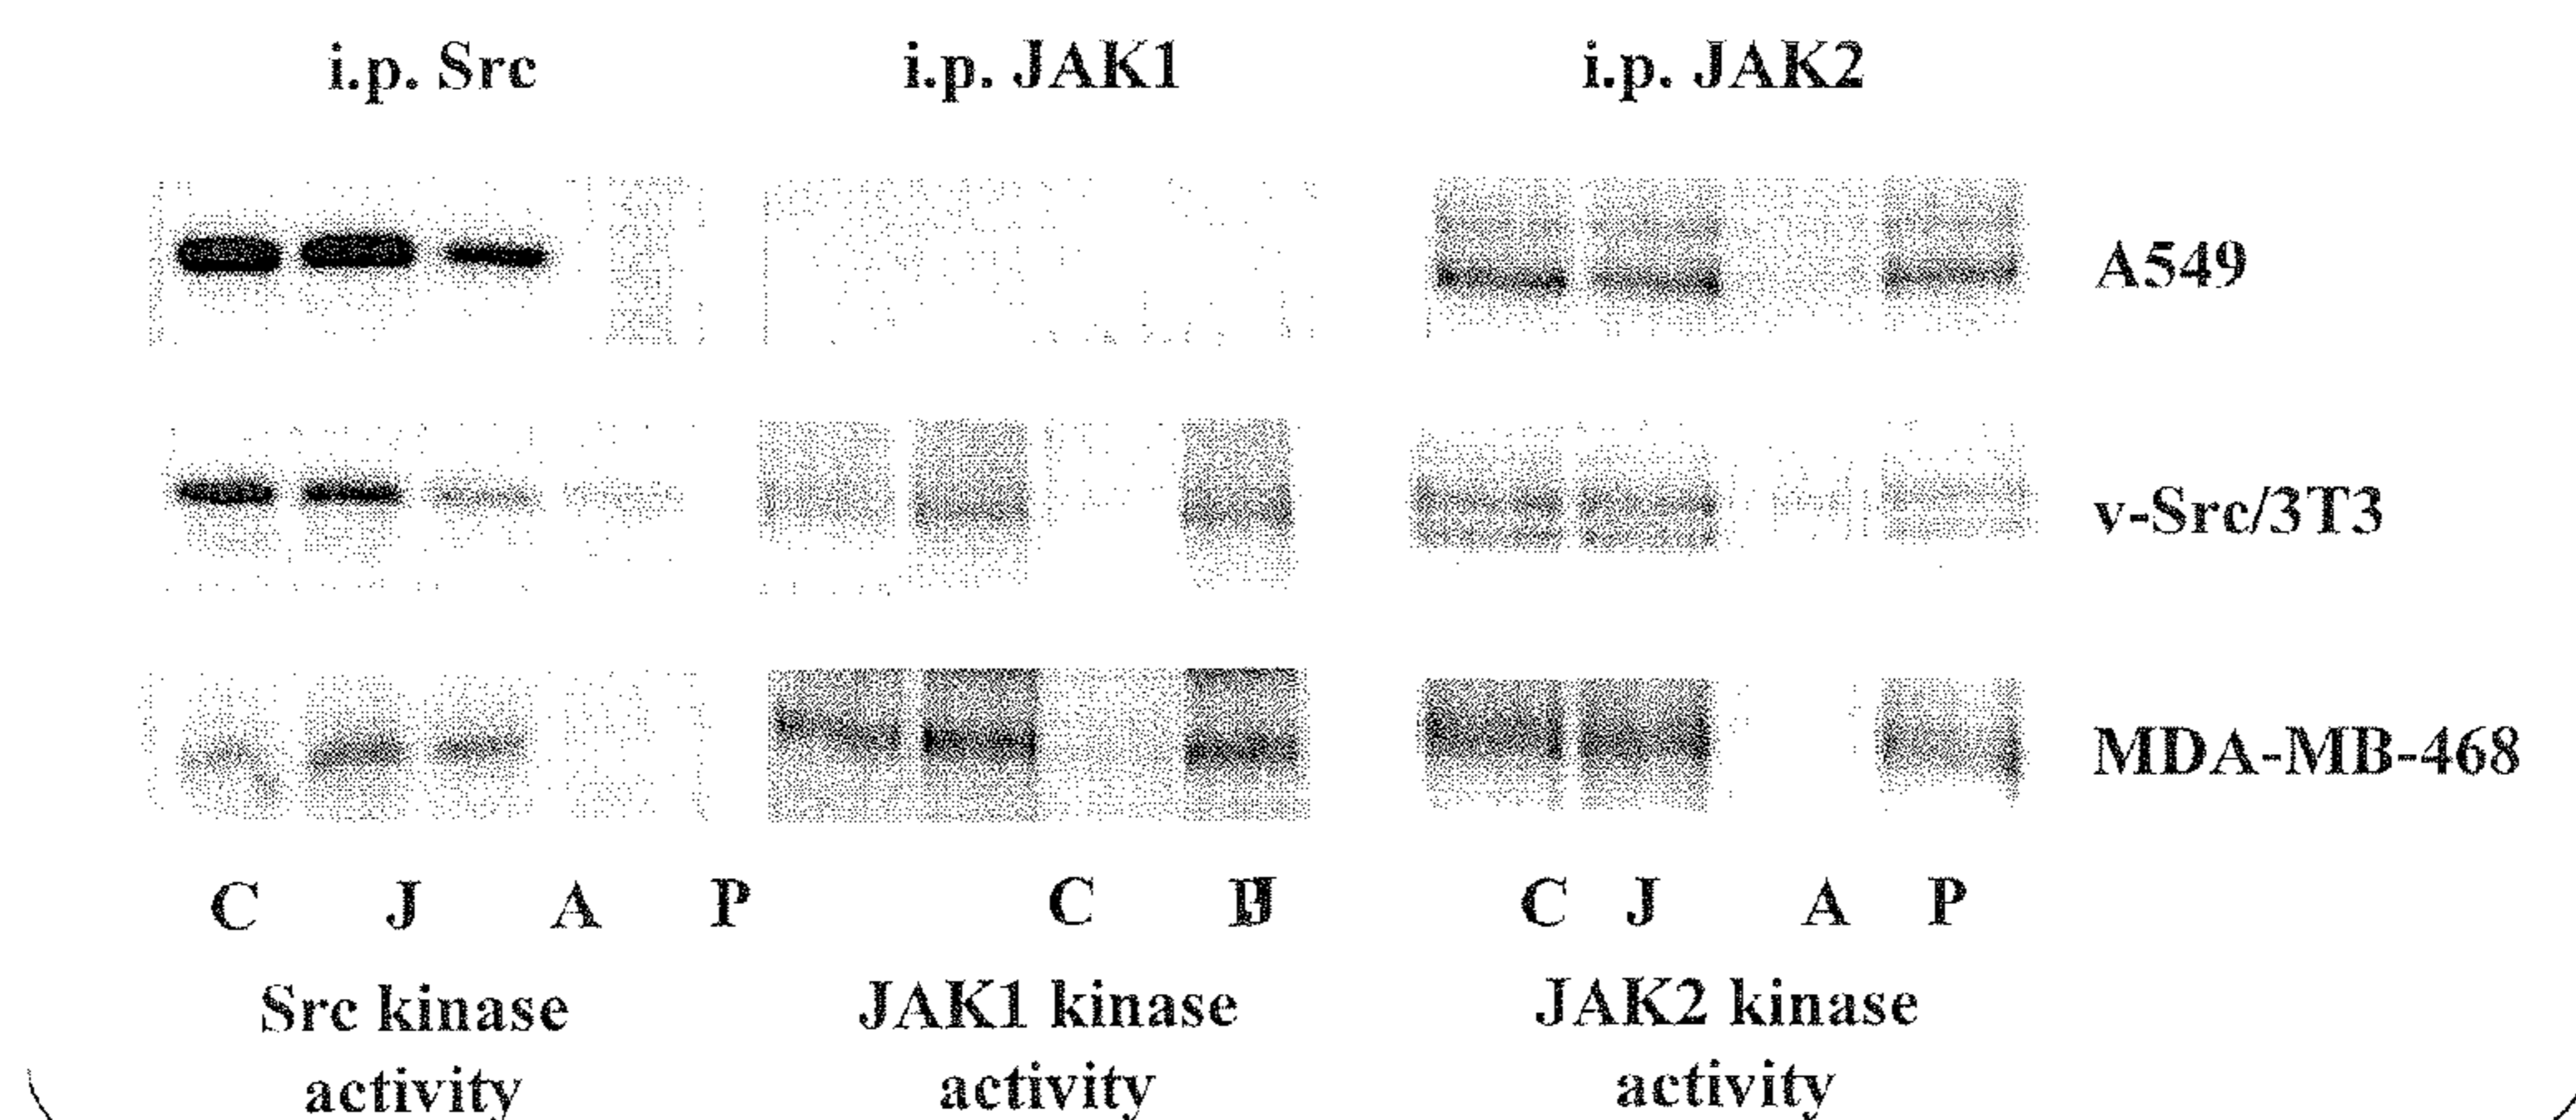 i.p. Src i.p. JAK1 i.p. JAK2
A549
v-Src/3T3
MDA-MB-468
C J A P C J C J A P
Src kinase JAK1 kinase JAK2 kinase
activity activity activity